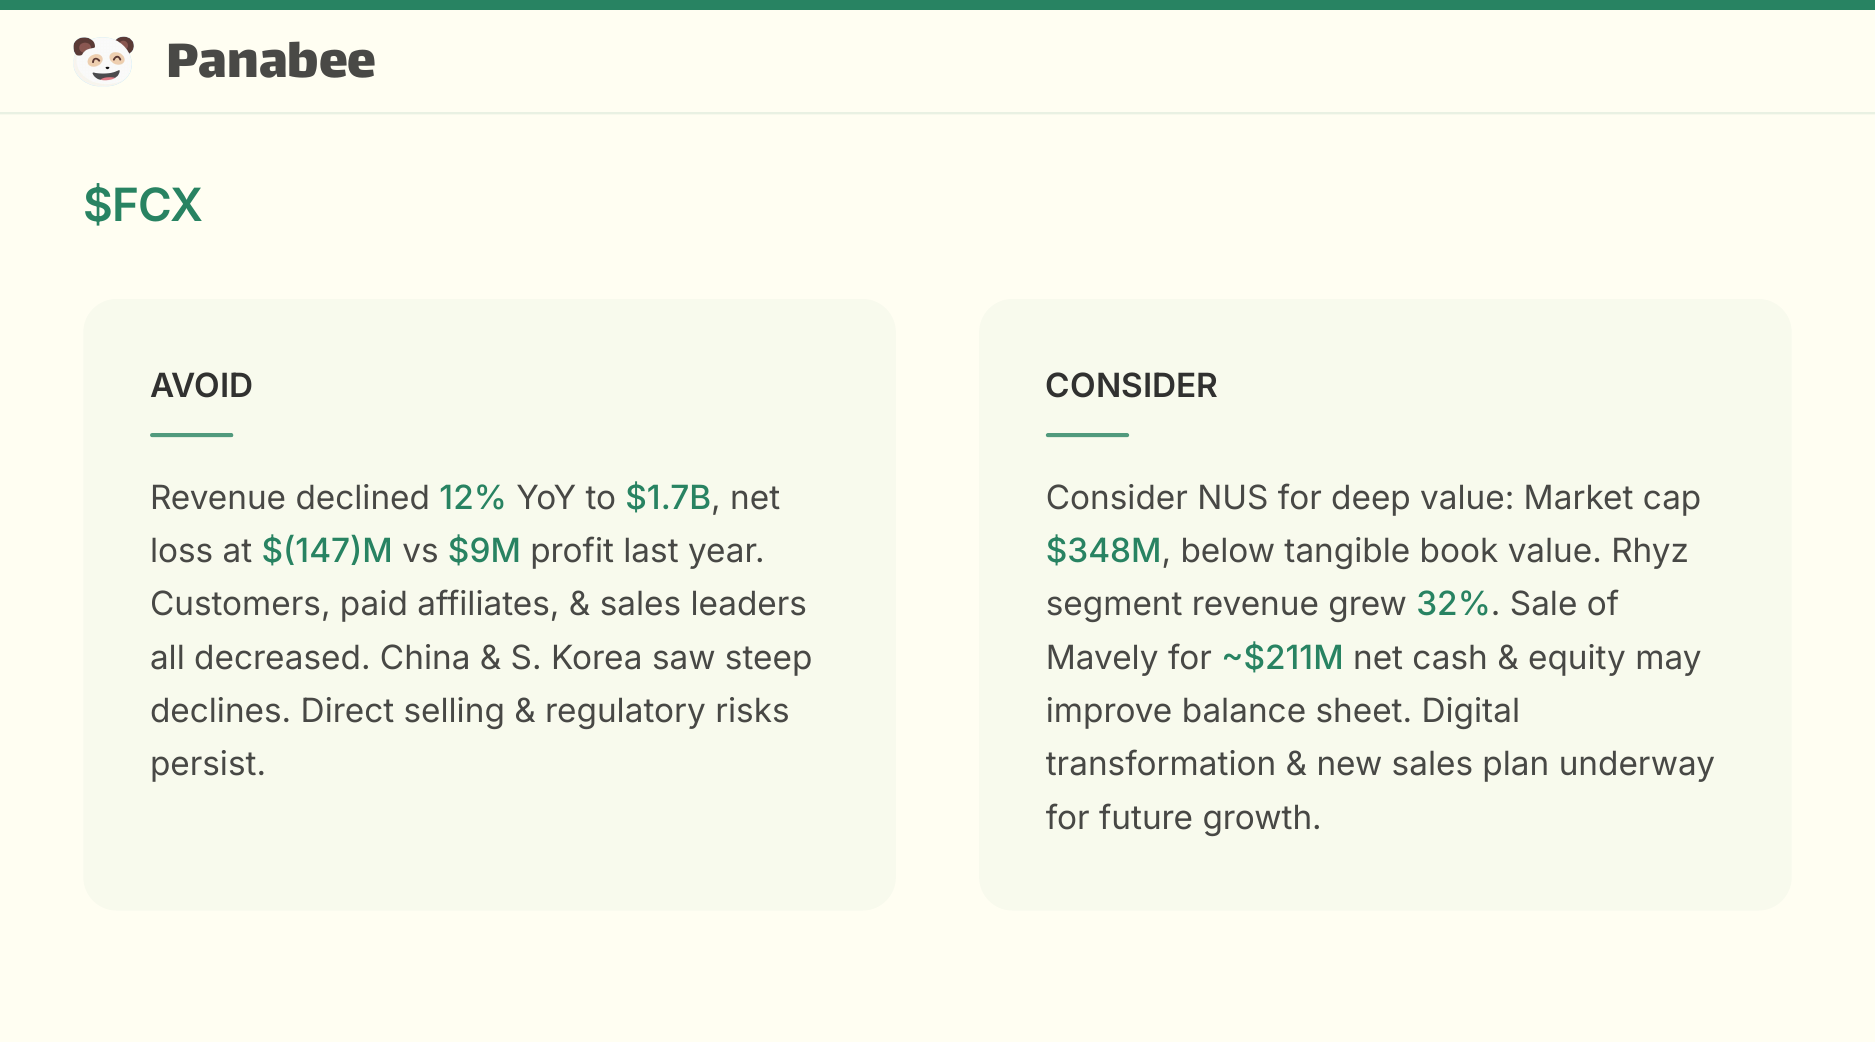 Panabee
$FCX
AVOID
Revenue declined 12% YoY to $1.7B, net
loss at $(147)M vs $9M profit last year.
Customers, paid affiliates, & sales leaders
all decreased. China & S. Korea saw steep
declines. Direct selling & regulatory risks
persist.
CONSIDER
Consider NUS for deep value: Market cap
$348M, below tangible book value. Rhyz
segment revenue grew 32%. Sale of
Mavely for ~$211M net cash & equity may
improve balance sheet. Digital
transformation & new sales plan underway
for future growth.